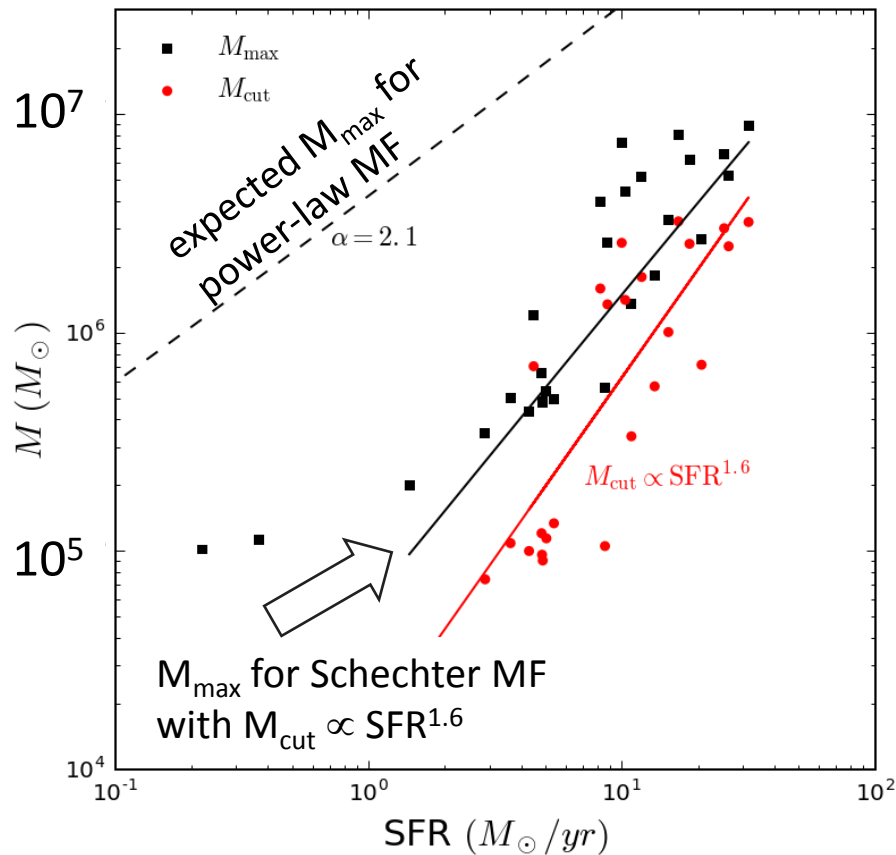 M_max
M_cut
expected M_max for
power-law MF
α = 2.1
M_cut ∝ SFR^1.6
M_max for Schechter MF
with M_cut ∝ SFR^1.6
10^7
10^6
10^5
10^4
M (M_⊙)
10^-1
10^0
10^1
10^2
SFR (M_⊙/yr)